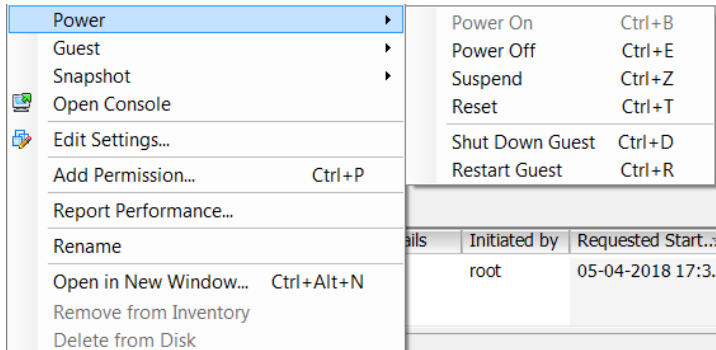 Power
Guest
Snapshot
Open Console
Edit Settings...
Add Permission... Ctrl+P
Report Performance...
Rename
Open in New Window... Ctrl+Alt+N
Remove from Inventory
Delete from Disk
Power On Ctrl+B
Power Off Ctrl+E
Suspend Ctrl+Z
Reset Ctrl+T
Shut Down Guest Ctrl+D
Restart Guest Ctrl+R
ails Initiated by Requested Start...
root 05-04-2018 17:3.